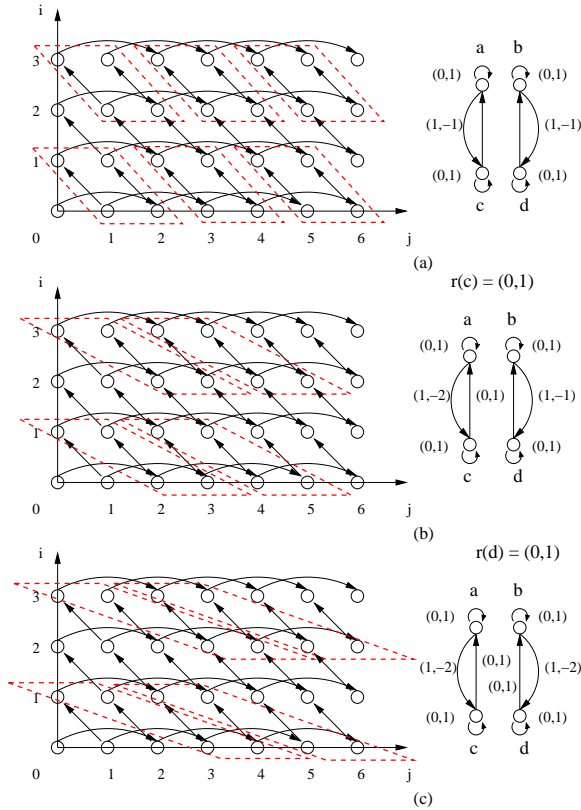 i
a b
3
(0,1) (0,1)
2
(1,−1) (1,−1)
1
(0,1) (0,1)
0 1 2 3 4 5 6 j
c d
(a)
r(c) = (0,1)
i
a b
3
(0,1) (0,1)
2
(1,−2) (0,1) (1,−1)
1
(0,1) (0,1)
0 1 2 3 4 5 6 j
c d
(b)
r(d) = (0,1)
i
a b
3
(0,1) (0,1)
2
(1,−2) (0,1) (1,−2)
(0,1)
1
(0,1) (0,1)
0 1 2 3 4 5 6 j
c d
(c)